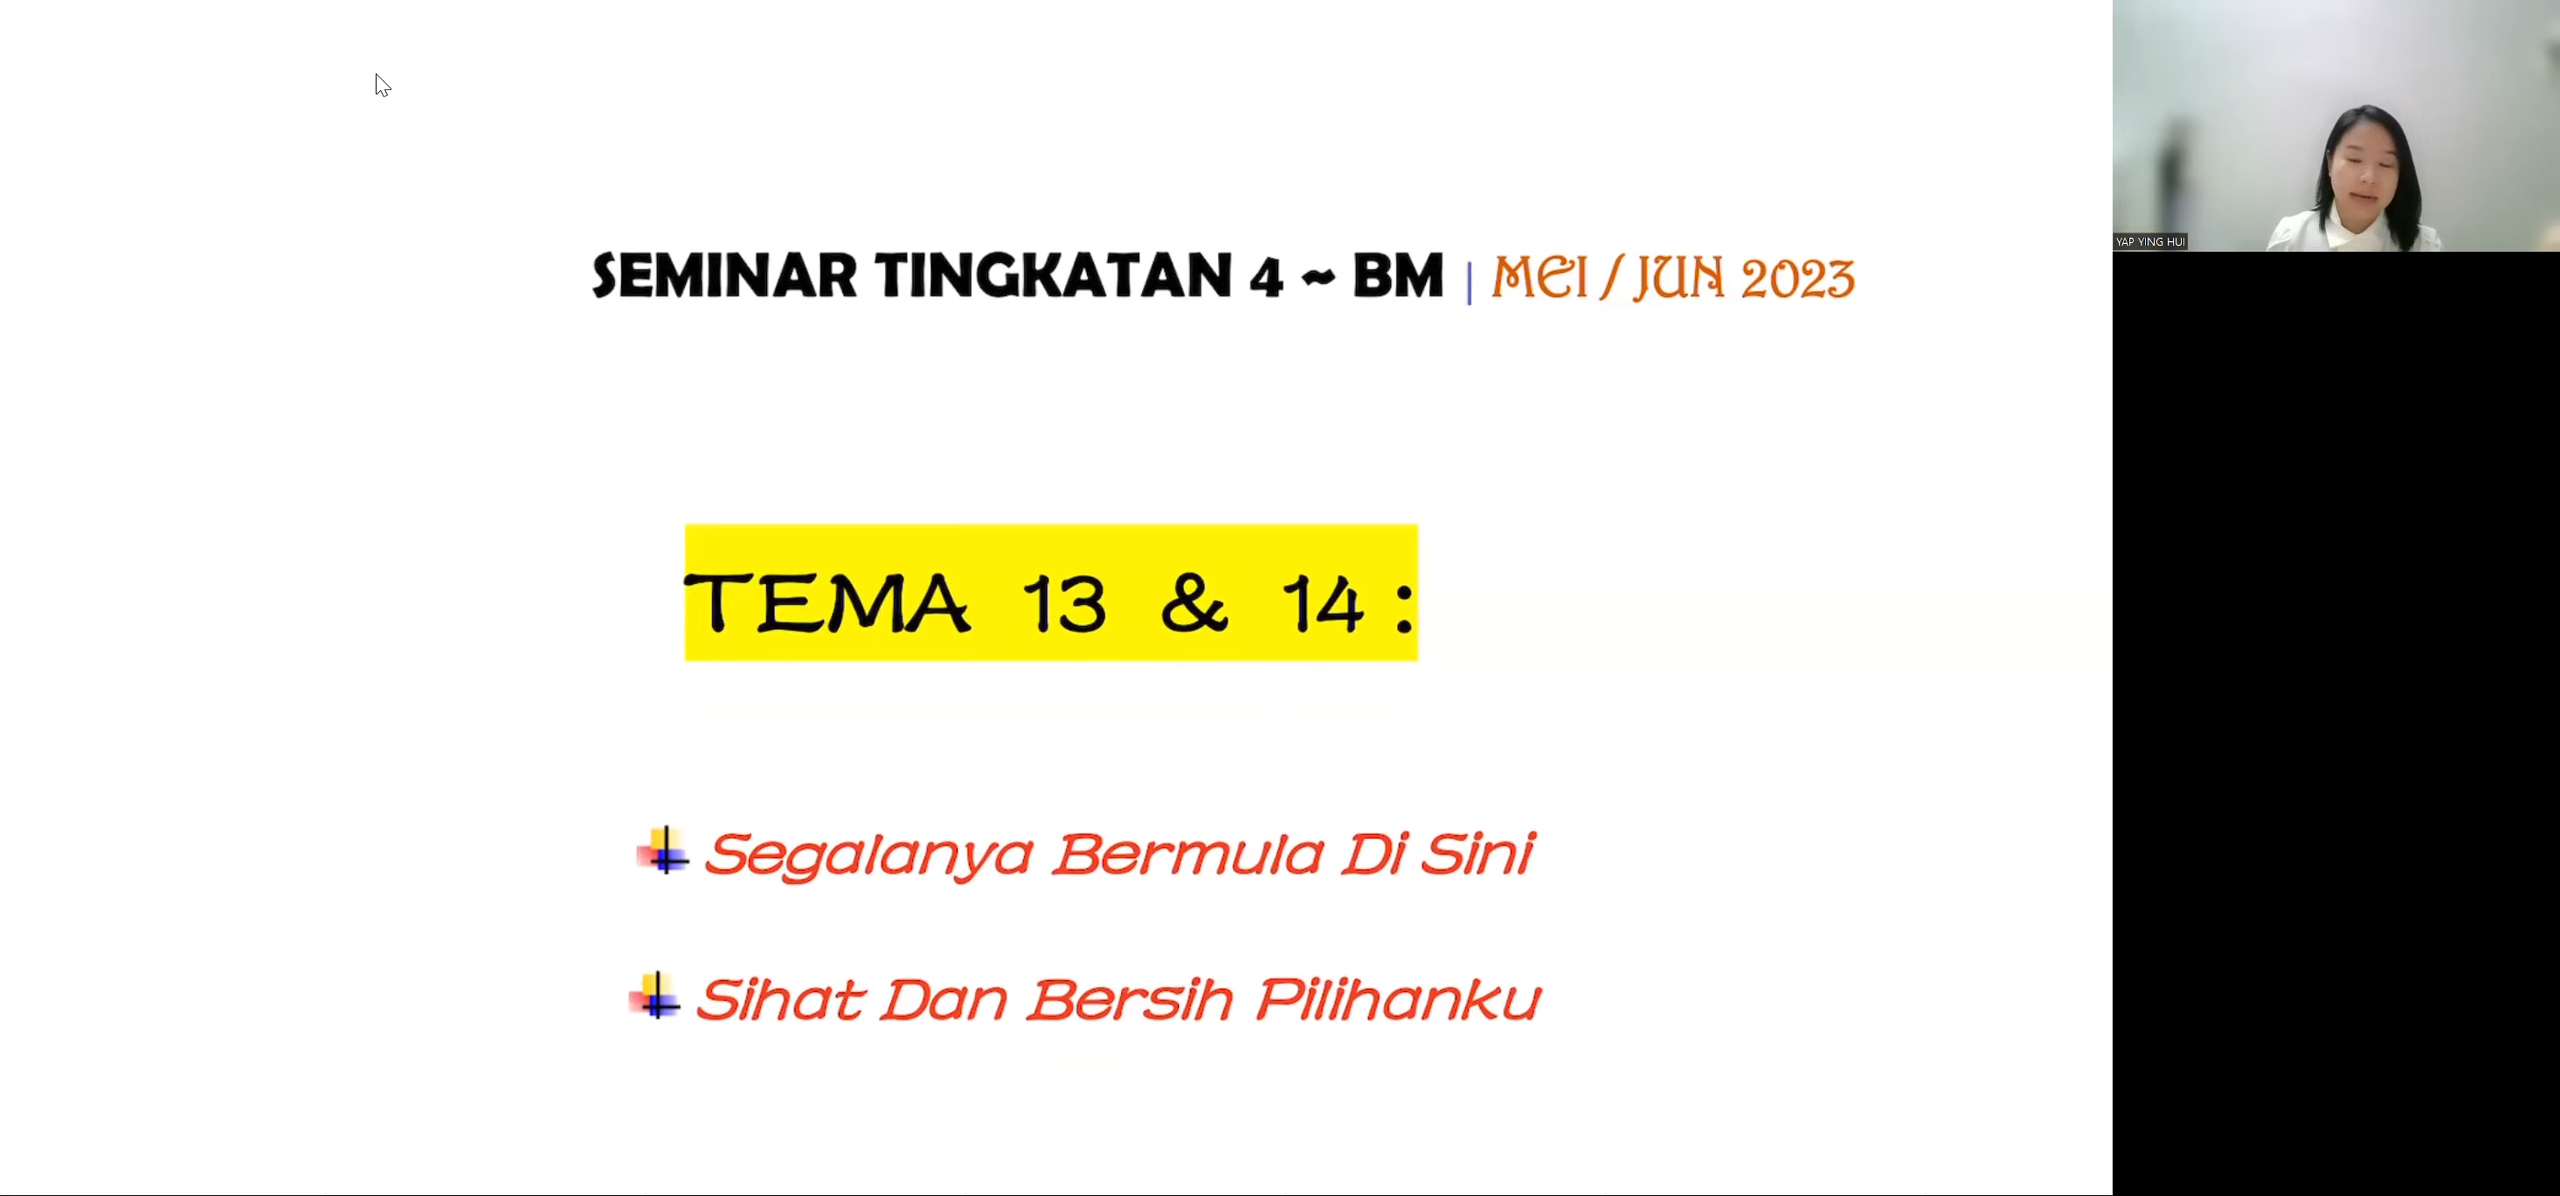 SEMINAR TINGKATAN 4 ~ BM | MEI / JUN 2023
YAP YING HUI
TEMA 13 & 14 :
Segalanya Bermula Di Sini
Sihat Dan Bersih Pilihanku